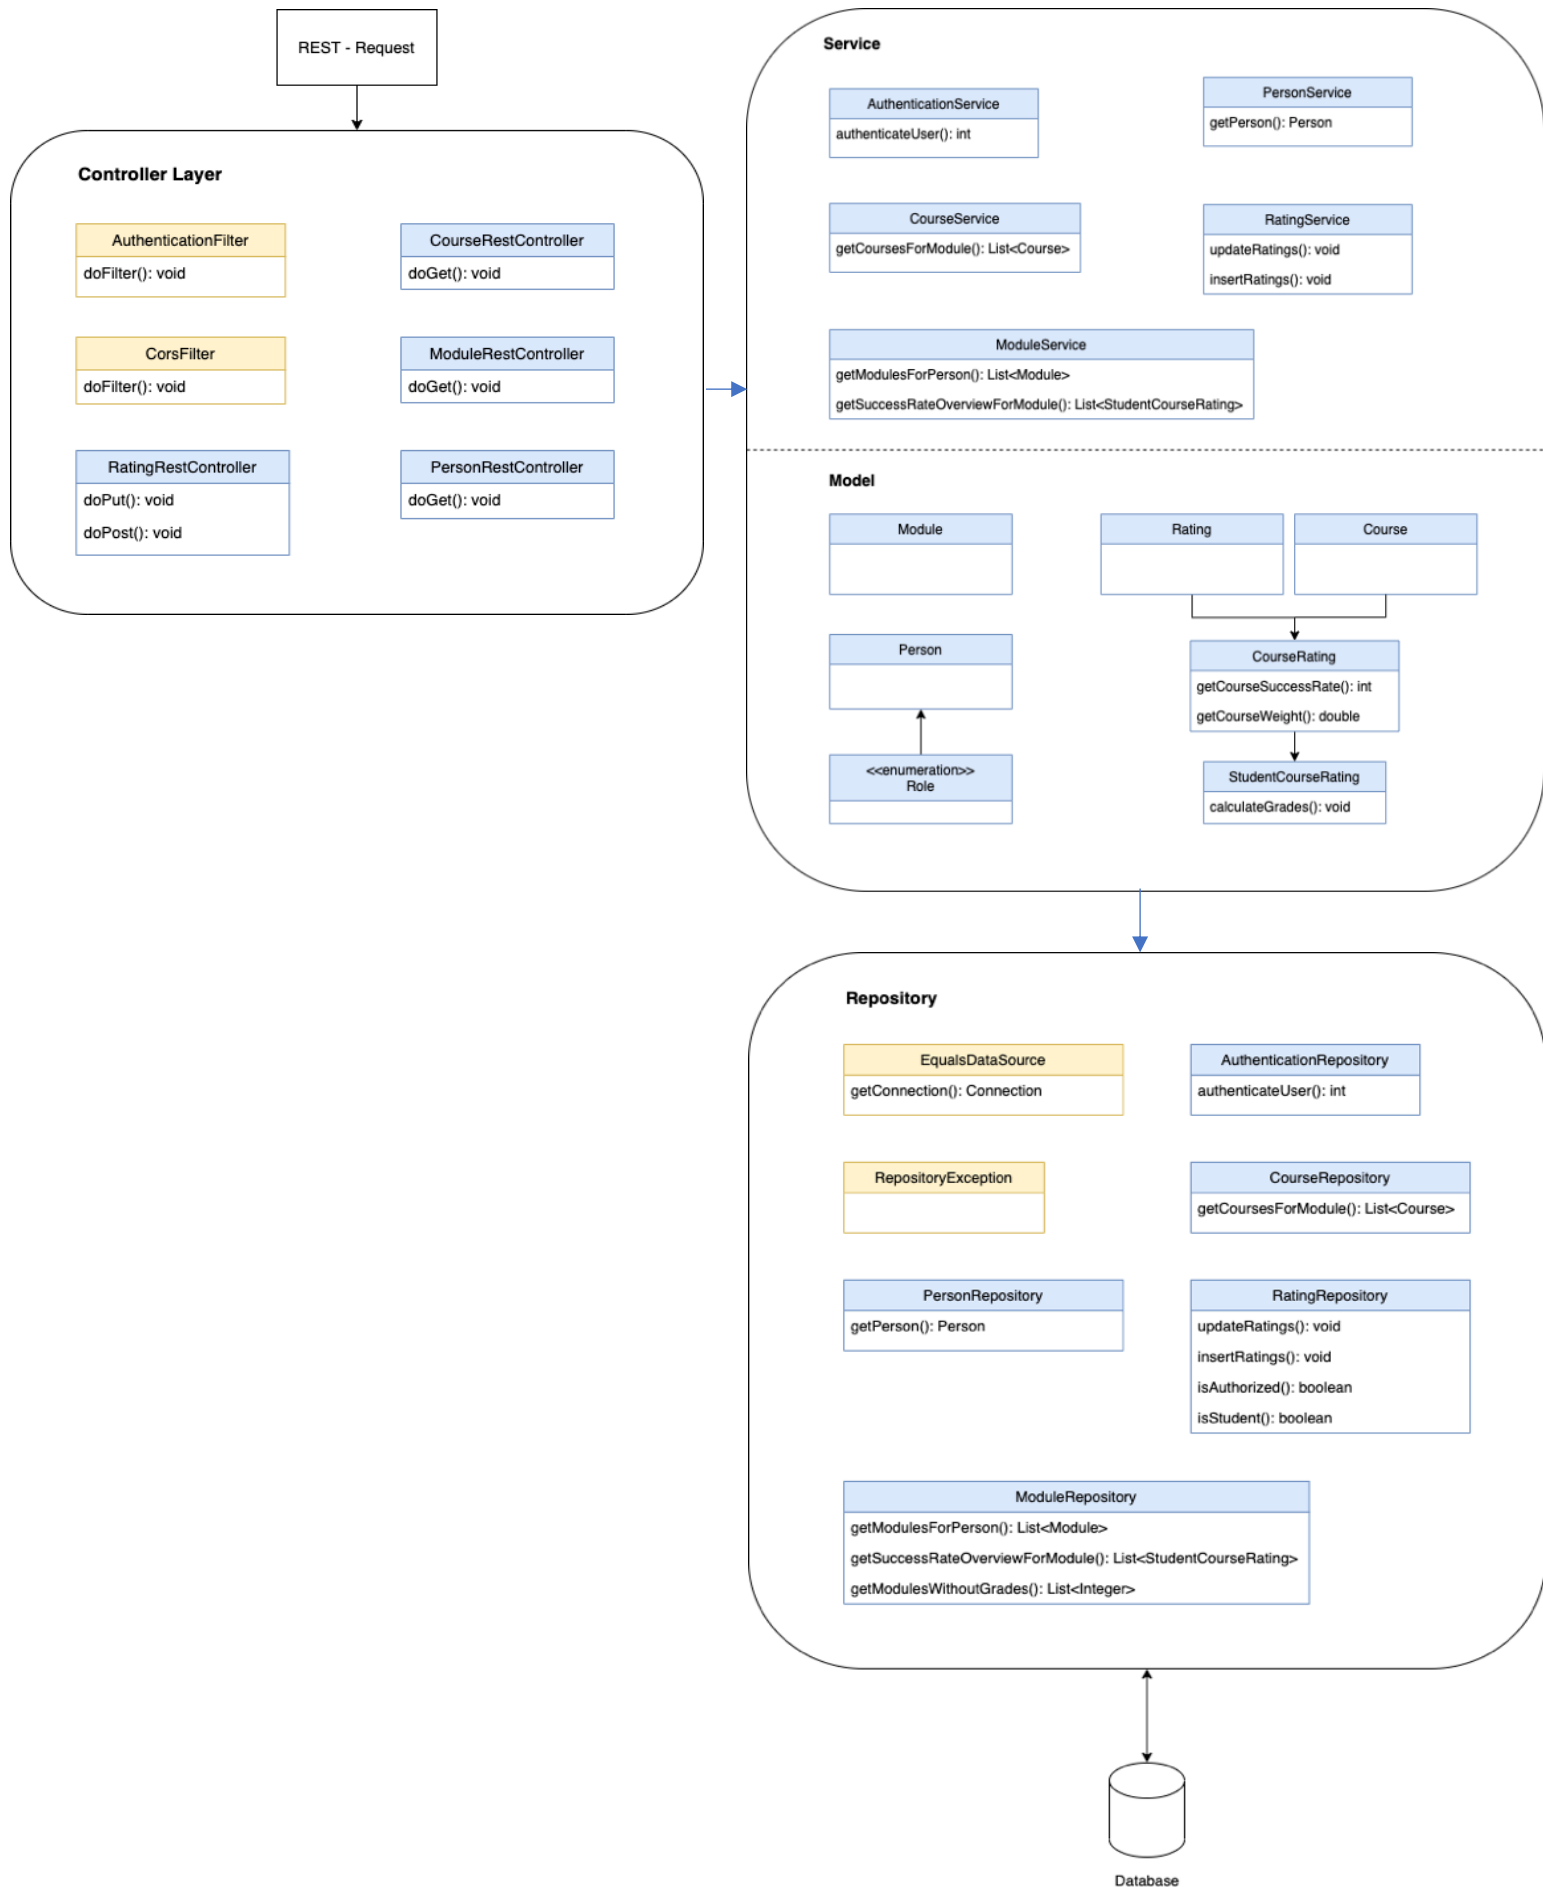 REST - Request
Controller Layer
AuthenticationFilter
doFilter(): void
CourseRestController
doGet(): void
CorsFilter
doFilter(): void
ModuleRestController
doGet(): void
RatingRestController
doPut(): void
doPost(): void
PersonRestController
doGet(): void
Service
AuthenticationService
authenticateUser(): int
PersonService
getPerson(): Person
CourseService
getCoursesForModule(): List<Course>
RatingService
updateRatings(): void
insertRatings(): void
ModuleService
getModulesForPerson(): List<Module>
getSuccessRateOverviewForModule(): List<StudentCourseRating>
Model
Module
Rating
Course
Person
CourseRating
getCourseSuccessRate(): int
getCourseWeight(): double
<<enumeration>>
Role
StudentCourseRating
calculateGrades(): void
Repository
EqualsDataSource
getConnection(): Connection
AuthenticationRepository
authenticateUser(): int
RepositoryException
CourseRepository
getCoursesForModule(): List<Course>
PersonRepository
getPerson(): Person
RatingRepository
updateRatings(): void
insertRatings(): void
isAuthorized(): boolean
isStudent(): boolean
ModuleRepository
getModulesForPerson(): List<Module>
getSuccessRateOverviewForModule(): List<StudentCourseRating>
getModulesWithoutGrades(): List<Integer>
Database